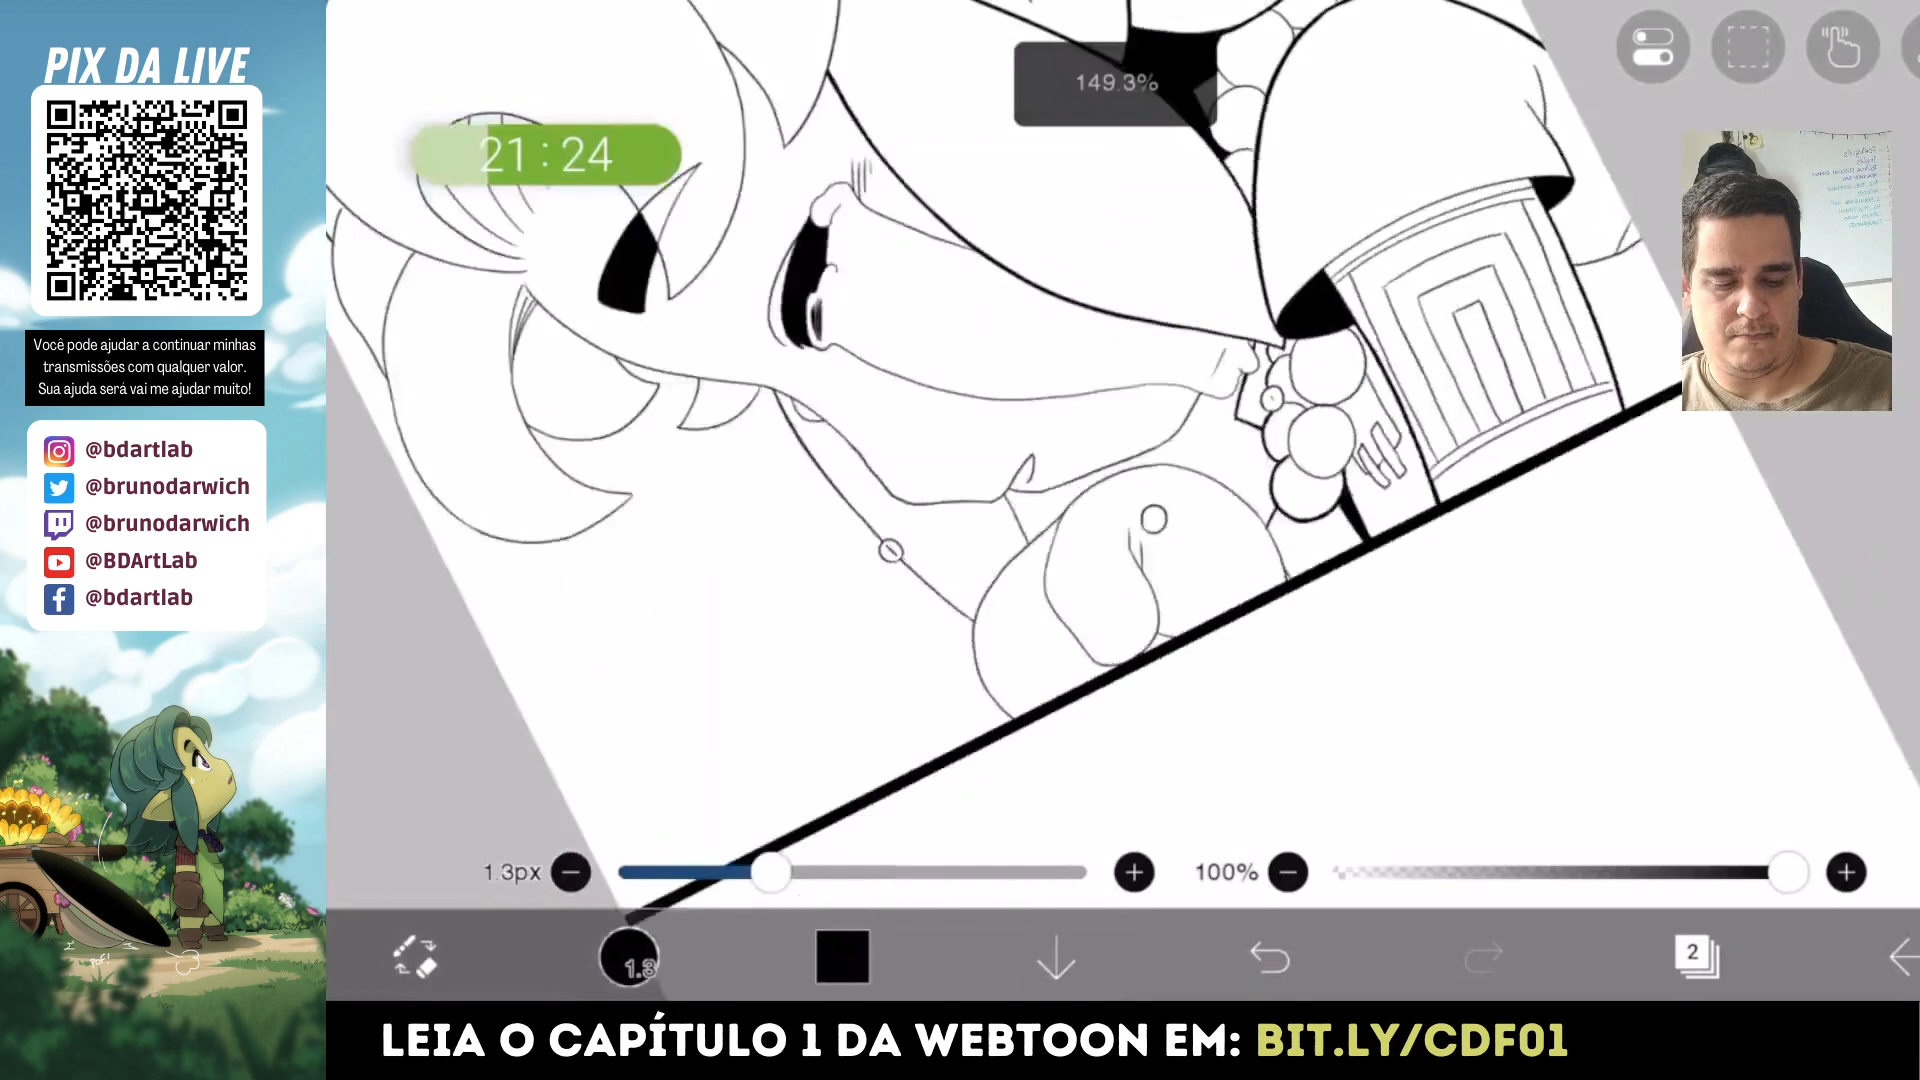 PIX DA LIVE
Você pode ajudar a continuar minhas
transmissões com qualquer valor.
Sua ajuda será vai me ajudar muito!
@bdartlab
@brunodarwich
@brunodarwich
@BDArtLab
@bdartlab
POF!
21:24
149.3%
1.3px
100%
1.3
2
LEIA O CAPÍTULO 1 DA WEBTOON EM: BIT.LY/CDF01